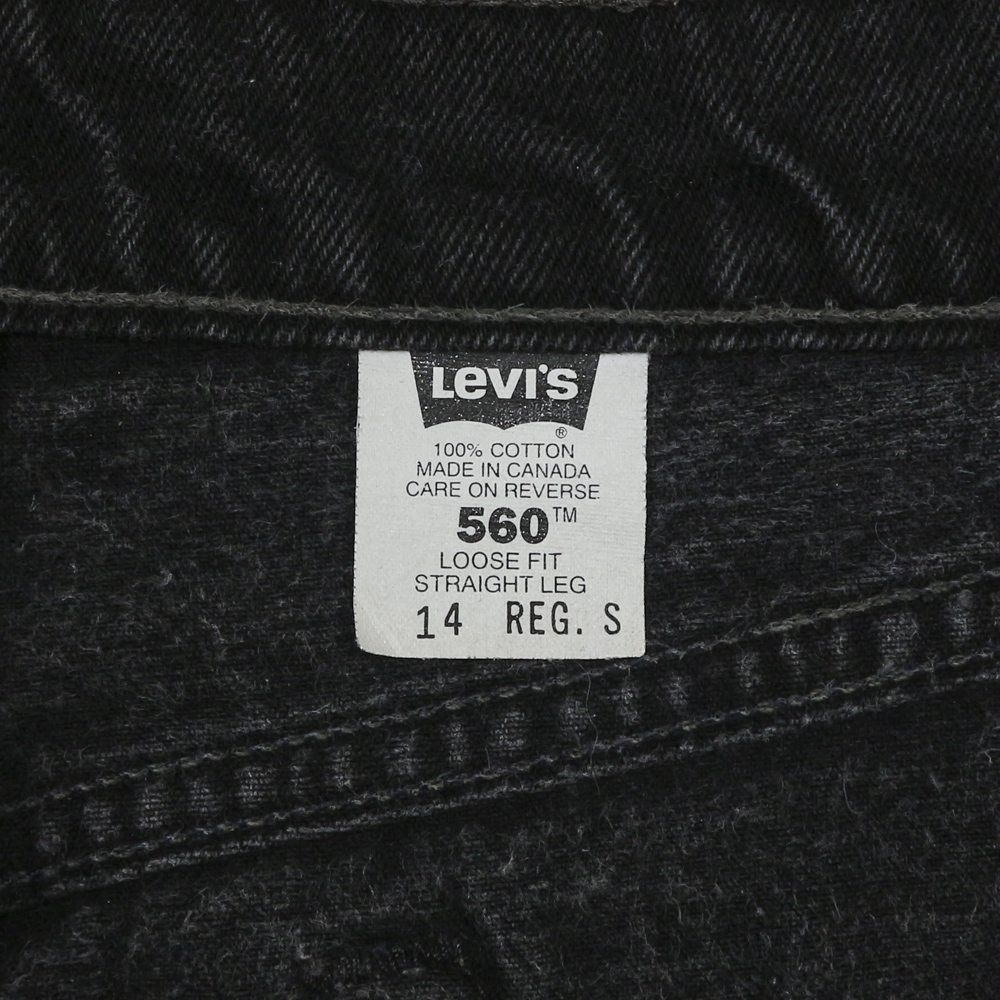 LEVI'S
®
100% COTTON
MADE IN CANADA
CARE ON REVERSE
560™
LOOSE FIT
STRAIGHT LEG
14 REG. S